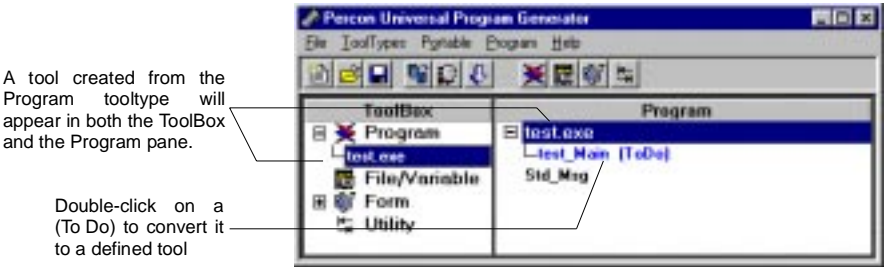 Percon Universal Program Generator
File ToolTypes Portable Program Help
A tool created from the
Program tooltype will
appear in both the ToolBox
and the Program pane.
ToolBox
Program
test.exe
File/Variable
Form
Utility
Program
test.exe
test_Main (ToDo)
Std_Msg
Double-click on a
(To Do) to convert it
to a defined tool